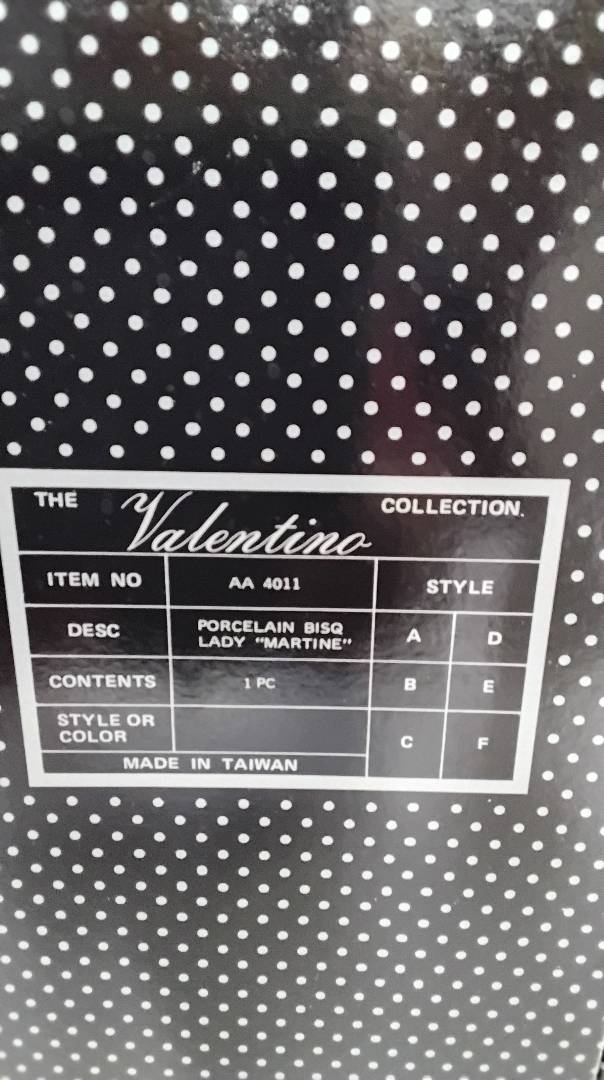 THE Valentino COLLECTION.
ITEM NO AA 4011 STYLE
DESC PORCELAIN BISQ
LADY "MARTINE" A D
CONTENTS 1 PC B E
STYLE OR
COLOR C F
MADE IN TAIWAN